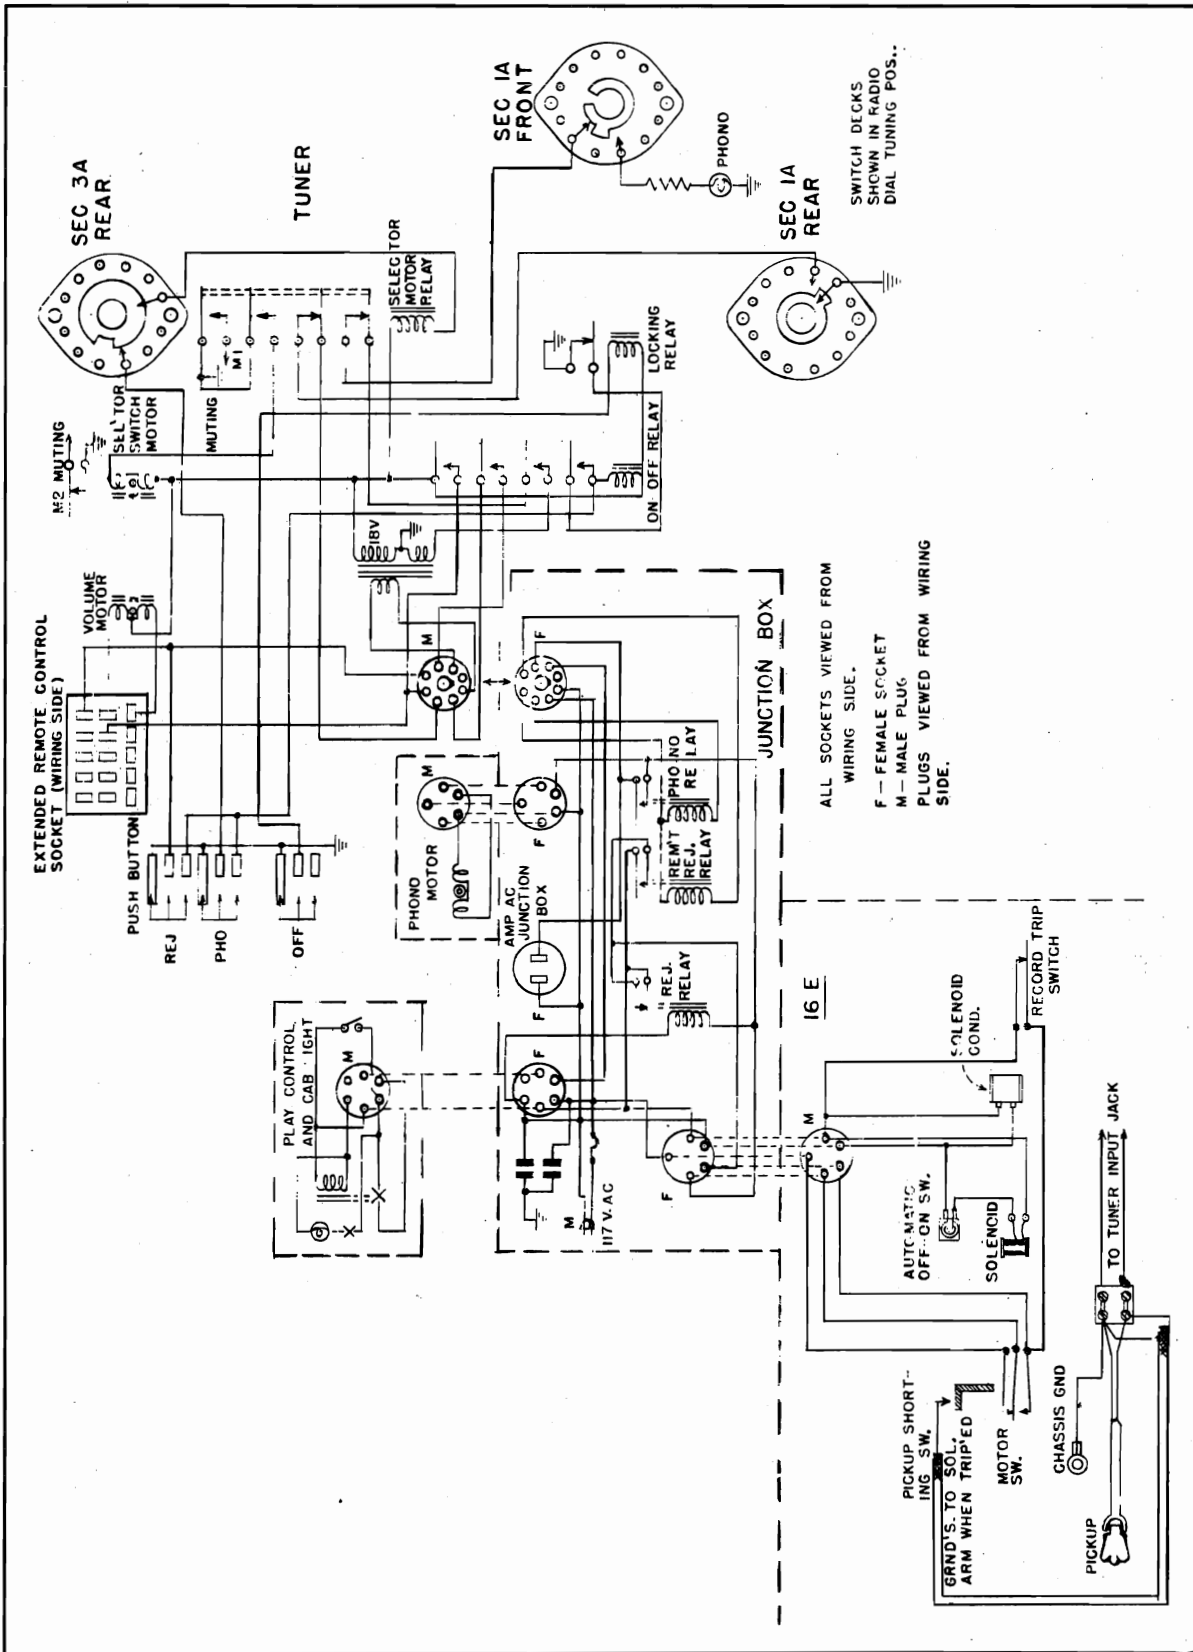 EXTENDED REMOTE CONTROL
SOCKET (WIRING SIDE)
VOLUME
MOTOR
M2 MUTING
SEL'TOR
SWITCH
MOTOR
SEC 3A
REAR
MUTING
M1
TUNER
SELECTOR
MOTOR
RELAY
SEC 1A
FRONT
PHONO
SEC 1A
REAR
SWITCH DECKS
SHOWN IN RADIO
DIAL TUNING POS..
LOCKING
RELAY
ON OFF RELAY
18V
PUSH BUTTON
REJ
PHO
OFF
M
F
PHONO
MOTOR
M
F
AMP AC
JUNCTION
BOX
F
PHONO
RELAY
REM'T
REJ.
RELAY
REJ.
RELAY
JUNCTION BOX
PLAY CONTROL
AND CAB LIGHT
M
F
M
117 V. AC
F
M
ALL SOCKETS VIEWED FROM
WIRING SIDE.
F — FEMALE SOCKET
M — MALE PLUG
PLUGS VIEWED FROM WIRING
SIDE.
16 E
SOLENOID
COND.
RECORD TRIP
SWITCH
AUTOMATIC
OFF-ON SW.
SOLENOID
TO TUNER INPUT JACK
PICKUP SHORT-
ING SW.
GRND'S. TO SOL.
ARM WHEN TRIP'ED
MOTOR
SW.
CHASSIS GND
PICKUP